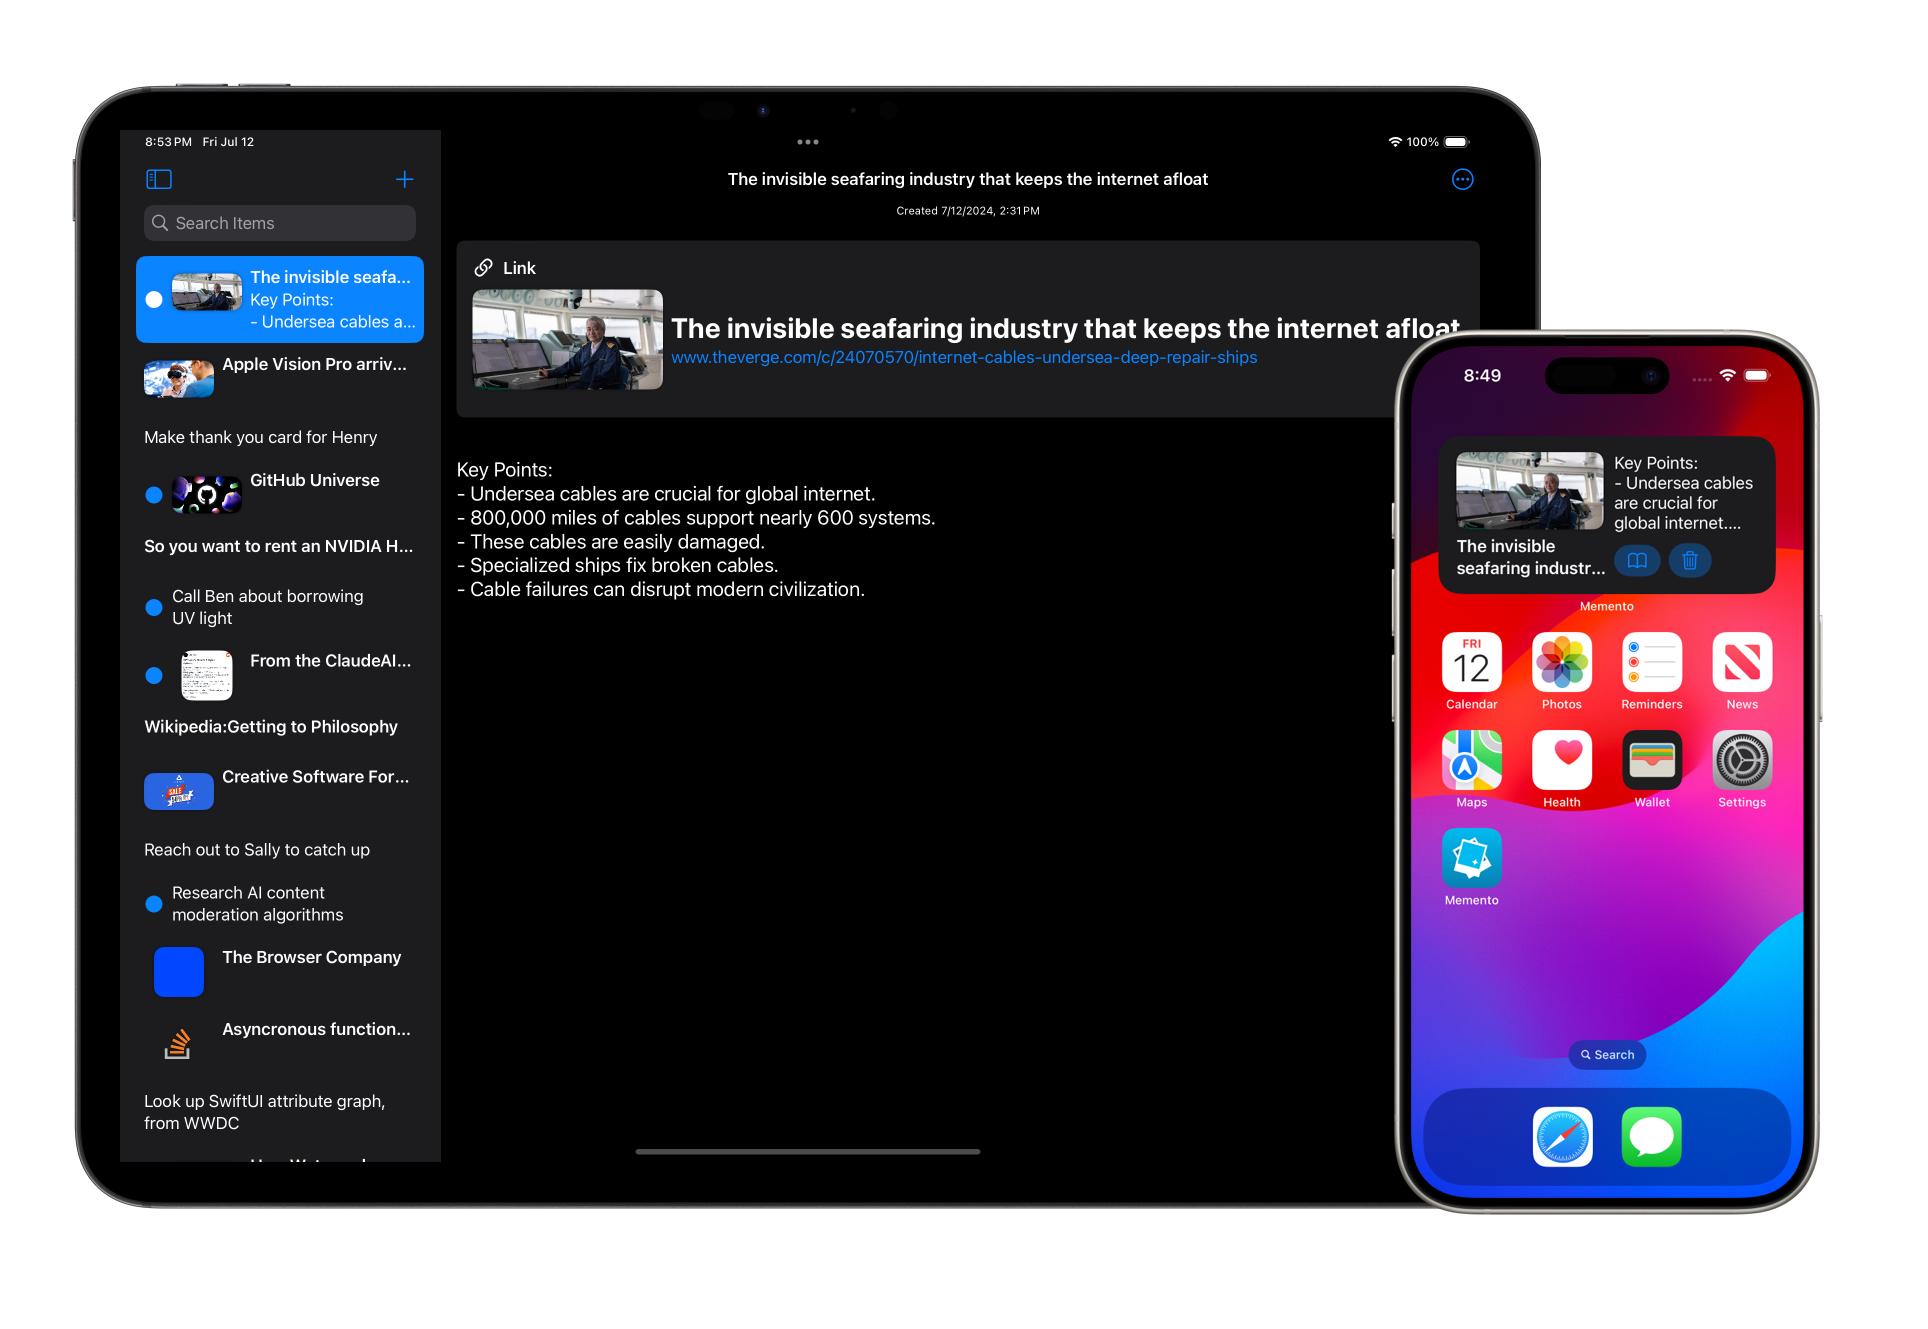 8:53 PM Fri Jul 12
100%
Search Items
The invisible seafa...
Key Points:
- Undersea cables a...
Apple Vision Pro arriv...
Make thank you card for Henry
GitHub Universe
So you want to rent an NVIDIA H...
Call Ben about borrowing
UV light
From the ClaudeAI...
Wikipedia:Getting to Philosophy
Creative Software For...
Reach out to Sally to catch up
Research AI content
moderation algorithms
The Browser Company
Asyncronous function...
Look up SwiftUI attribute graph,
from WWDC
The invisible seafaring industry that keeps the internet afloat
Created 7/12/2024, 2:31 PM
Link
The invisible seafaring industry that keeps the internet afloat
www.theverge.com/c/24070570/internet-cables-undersea-deep-repair-ships
Key Points:
- Undersea cables are crucial for global internet.
- 800,000 miles of cables support nearly 600 systems.
- These cables are easily damaged.
- Specialized ships fix broken cables.
- Cable failures can disrupt modern civilization.
8:49
Key Points:
- Undersea cables
are crucial for
global internet....
The invisible
seafaring industr...
Memento
FRI
12
Calendar
Photos
Reminders
News
Maps
Health
Wallet
Settings
Memento
Search